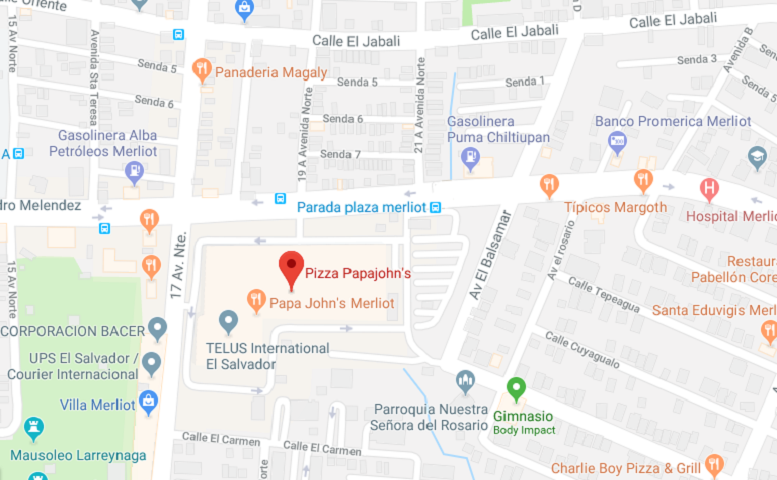 Oriente
15 Av Norte
Avenida Sta Teresa
Calle El Jabali
Calle El Jabali
Calle El Jabali
Senda 5
Panaderia Magaly
Senda 6
Senda 5
Senda 1
Senda 3
Avenida B
Senda 5
19 A Avenida Norte
21 A Avenida Norte
Senda 6
Senda 7
Gasolinera Alba
Petróleos Merliot
Gasolinera
Puma Chiltiupan
Banco Promerica Merliot
A
dro Melendez
Parada plaza merliot
Típicos Margoth
Hospital Merlio
17 Av. Nte.
15 Av Norte
Pizza Papajohn's
Papa John's Merliot
Av El Balsamar
Av el rosario
Calle Tepeagua
Restaur
Pabellón Core
Santa Eduvigis Merl
CORPORACION BACER
TELUS International
El Salvador
Calle Cuyagualo
UPS El Salvador /
Courier Internacional
Villa Merliot
Parroquia Nuestra
Señora del Rosario
Gimnasio
Body Impact
Mausoleo Larreynaga
Calle El Carmen
Calle El Carmen
orte
Charlie Boy Pizza & Grill